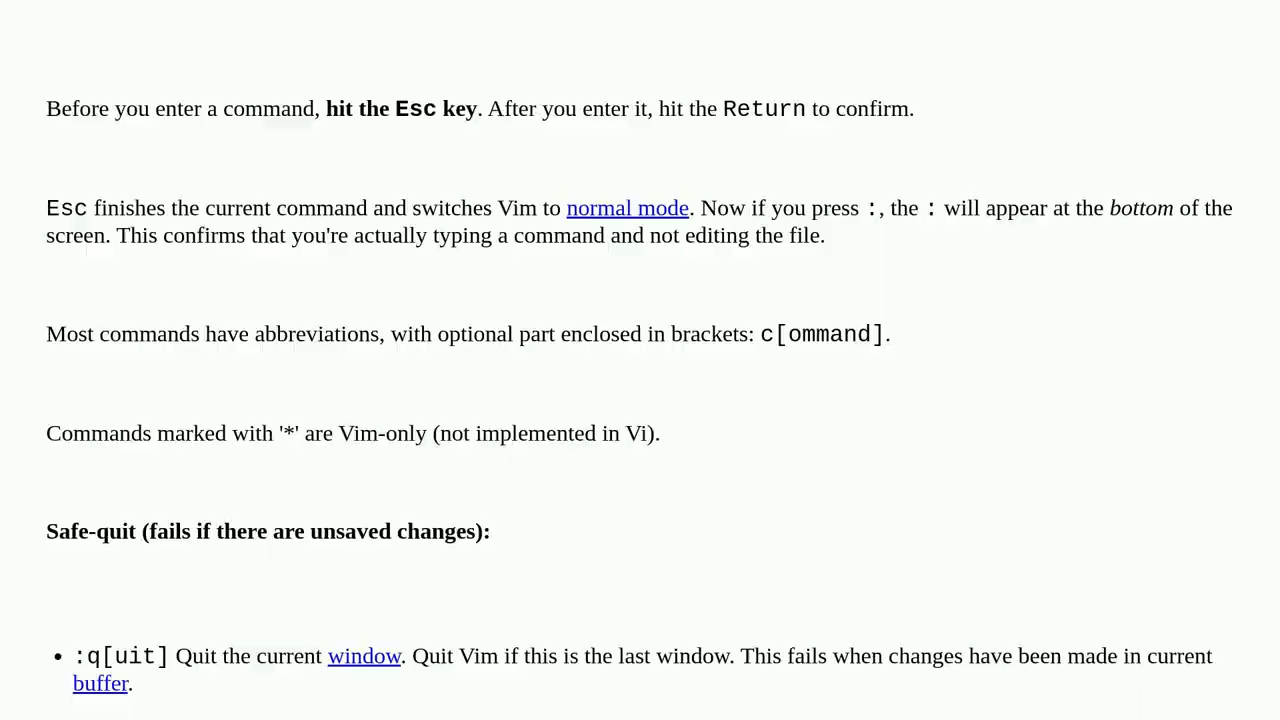 Before you enter a command, hit the Esc key. After you enter it, hit the Return to confirm.
Esc finishes the current command and switches Vim to normal mode. Now if you press :, the : will appear at the bottom of the
screen. This confirms that you're actually typing a command and not editing the file.
Most commands have abbreviations, with optional part enclosed in brackets: c[ommand].
Commands marked with '*' are Vim-only (not implemented in Vi).
Safe-quit (fails if there are unsaved changes):
• :q[uit] Quit the current window. Quit Vim if this is the last window. This fails when changes have been made in current
buffer.